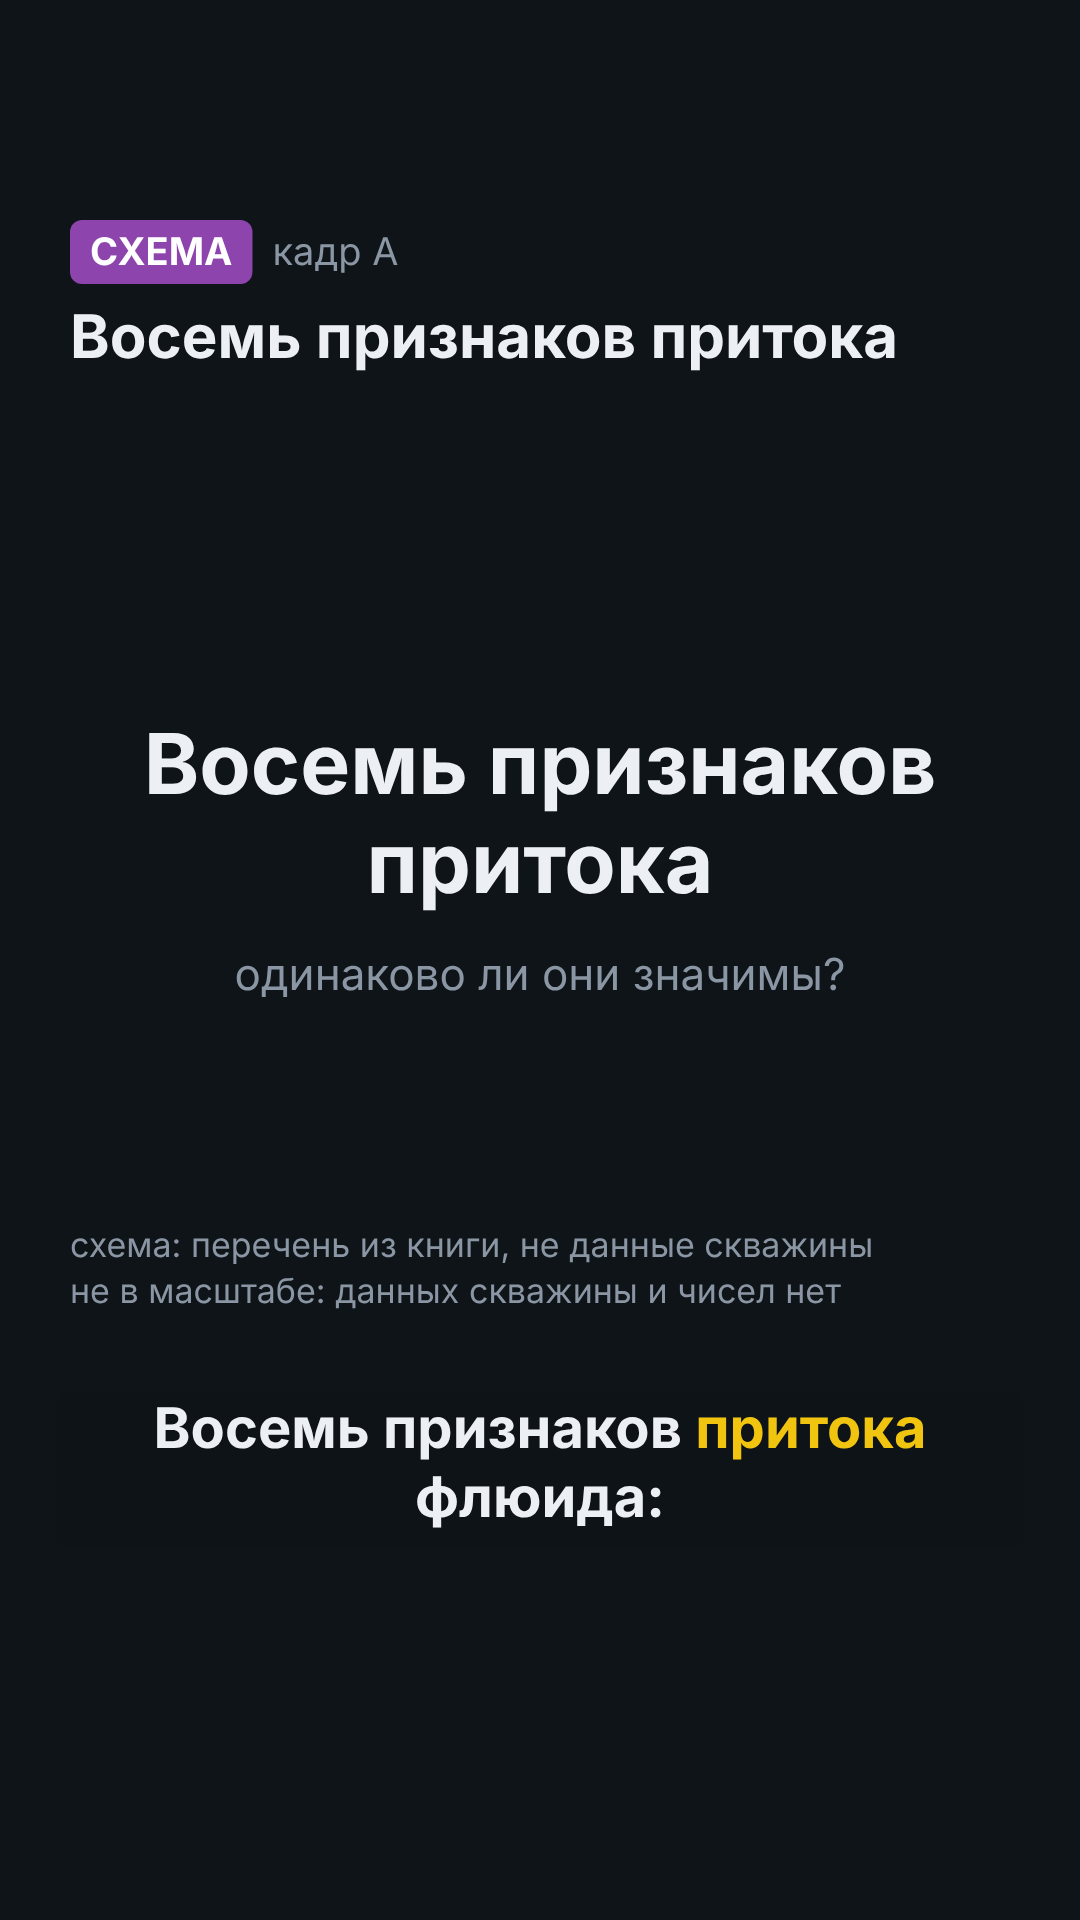 СХЕМА кадр А
Восемь признаков притока
Восемь признаков
притока
одинаково ли они значимы?
схема: перечень из книги, не данные скважины
не в масштабе: данных скважины и чисел нет
Восемь признаков притока
флюида: